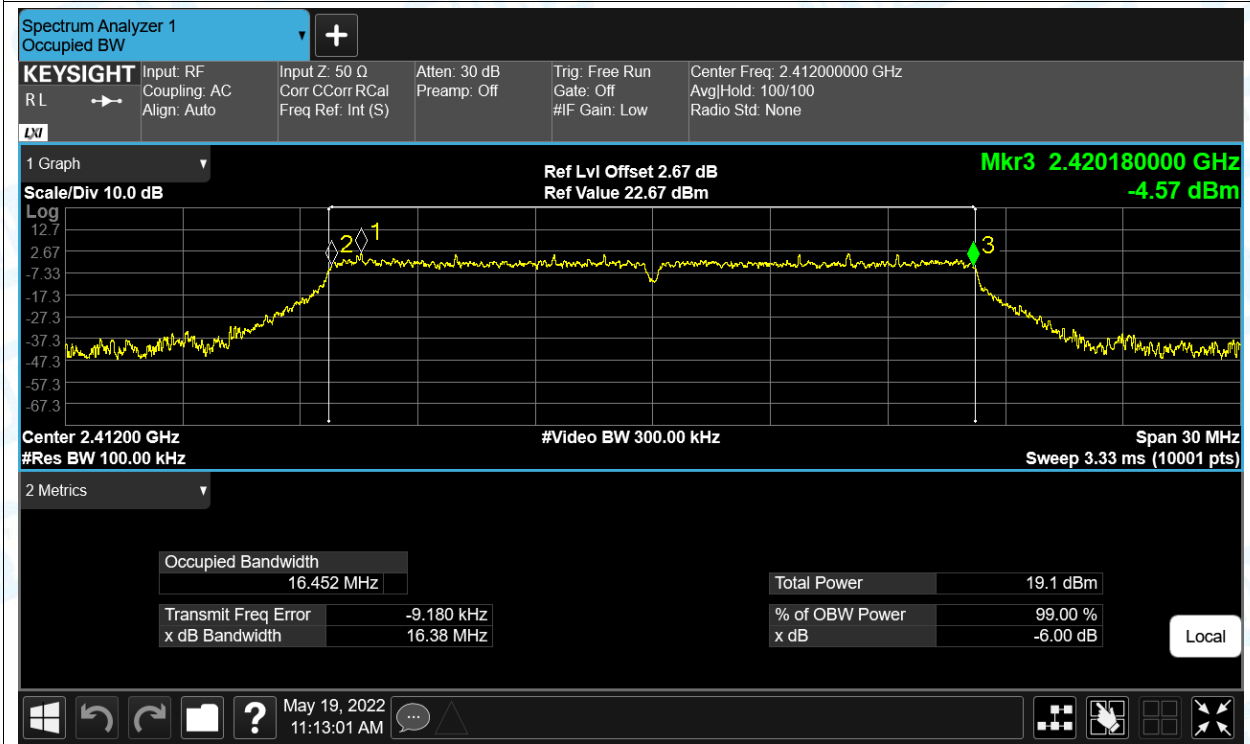 Spectrum Analyzer 1
Occupied BW
KEYSIGHT
R L
LXI
Input: RF
Coupling: AC
Align: Auto
Input Z: 50 Ω
Corr CCorr RCal
Freq Ref: Int (S)
Atten: 30 dB
Preamp: Off
Trig: Free Run
Gate: Off
#IF Gain: Low
Center Freq: 2.412000000 GHz
Avg|Hold: 100/100
Radio Std: None
1 Graph
Scale/Div 10.0 dB
Ref Lvl Offset 2.67 dB
Ref Value 22.67 dBm
Mkr3 2.420180000 GHz
-4.57 dBm
Log
12.7
2.67
-7.33
-17.3
-27.3
-37.3
-47.3
-57.3
-67.3
2
1
3
Center 2.41200 GHz
#Video BW 300.00 kHz
Span 30 MHz
#Res BW 100.00 kHz
Sweep 3.33 ms (10001 pts)
2 Metrics
Occupied Bandwidth
16.452 MHz
Total Power 19.1 dBm
Transmit Freq Error -9.180 kHz
% of OBW Power 99.00 %
x dB Bandwidth 16.38 MHz
x dB -6.00 dB
Local
?
May 19, 2022
11:13:01 AM